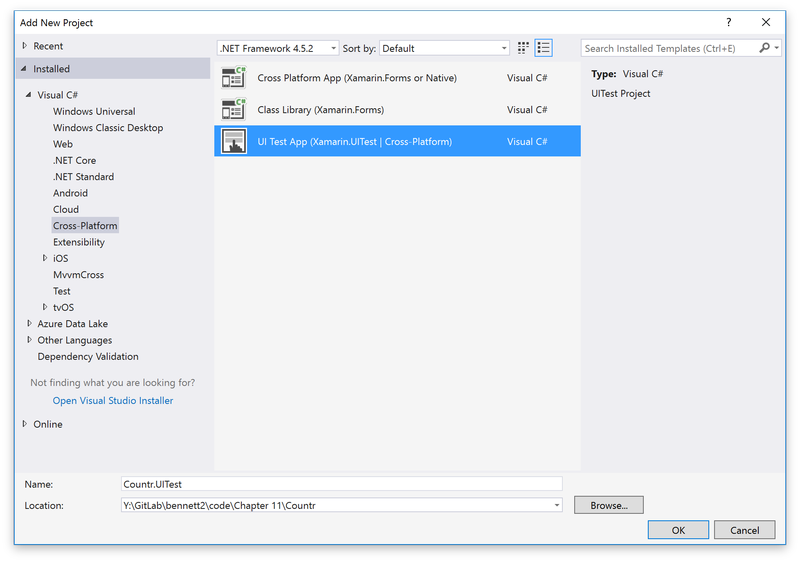 Add New Project
?
Recent
.NET Framework 4.5.2
Sort by:
Default
Search Installed Templates (Ctrl+E)
Installed
Visual C#
Windows Universal
Windows Classic Desktop
Web
.NET Core
.NET Standard
Android
Cloud
Cross-Platform
Extensibility
iOS
MvvmCross
Test
tvOS
Azure Data Lake
Other Languages
Dependency Validation
Not finding what you are looking for?
Open Visual Studio Installer
Online
C#
Cross Platform App (Xamarin.Forms or Native)
Visual C#
C#
Class Library (Xamarin.Forms)
Visual C#
UI Test App (Xamarin.UITest | Cross-Platform)
Visual C#
Type: Visual C#
UITest Project
Name:
Countr.UITest
Location:
Y:\GitLab\bennett2\code\Chapter 11\Countr
Browse...
OK
Cancel